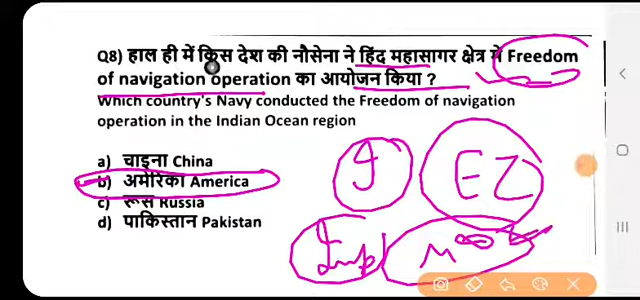 Q8) हाल ही में किस देश की नौसेना ने हिंद महासागर क्षेत्र में Freedom
of navigation operation का आयोजन किया ?
Which country's Navy conducted the Freedom of navigation
operation in the Indian Ocean region
a) चाइना China
b) अमेरिका America
c) रूस Russia
d) पाकिस्तान Pakistan
EZ
Imp